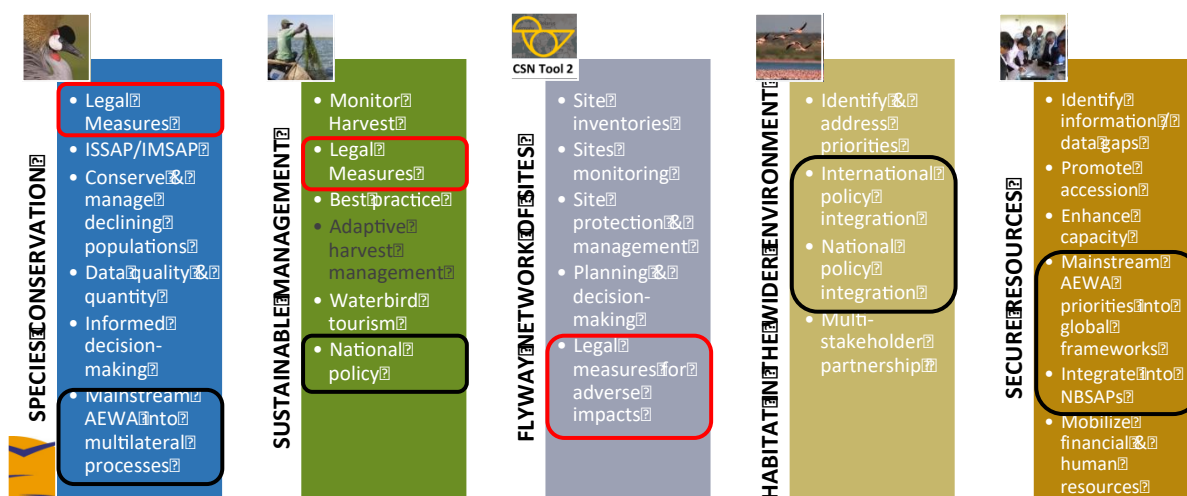 SPECIES CONSERVATION
• Legal
Measures
• ISSAP/IMSAP
• Conserve &
manage
declining
populations
• Data quality &
quantity
• Informed
decision-
making
• Mainstream
AEWA into
multilateral
processes
SUSTAINABLE MANAGEMENT
• Monitor
Harvest
• Legal
Measures
• Best practice
• Adaptive
harvest
management
• Waterbird
tourism
• National
policy
CSN Tool 2
FLYWAY NETWORK OF SITES
• Site
inventories
• Sites
monitoring
• Site
protection &
management
• Planning &
decision-
making
• Legal
measures for
adverse
impacts
HABITAT IN THE WIDER ENVIRONMENT
• Identify &
address
priorities
• International
policy
integration
• National
policy
integration
• Multi-
stakeholder
partnership
SECURE RESOURCES
• Identify
information /
data gaps
• Promote
accession
• Enhance
capacity
• Mainstream
AEWA
priorities into
global
frameworks
• Integrate into
NBSAPs
• Mobilize
financial &
human
resources